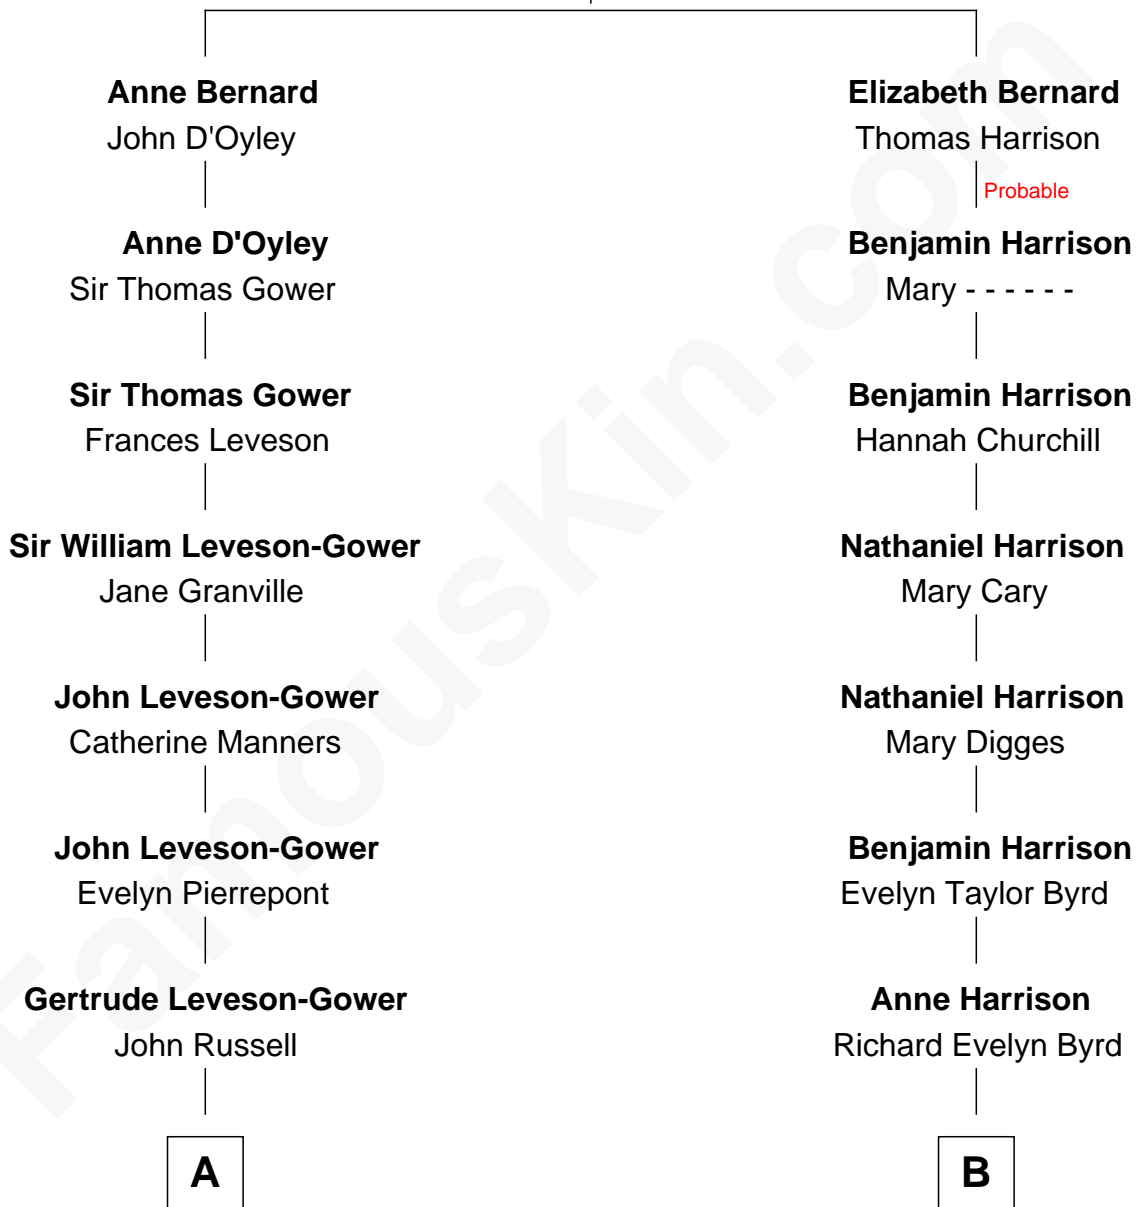 Anne Bernard
John D'Oyley
Elizabeth Bernard
Thomas Harrison
Probable
Anne D'Oyley
Sir Thomas Gower
Benjamin Harrison
Mary - - - - - -
Sir Thomas Gower
Frances Leveson
Benjamin Harrison
Hannah Churchill
Sir William Leveson-Gower
Jane Granville
Nathaniel Harrison
Mary Cary
John Leveson-Gower
Catherine Manners
Nathaniel Harrison
Mary Digges
John Leveson-Gower
Evelyn Pierrepont
Benjamin Harrison
Evelyn Taylor Byrd
Gertrude Leveson-Gower
John Russell
Anne Harrison
Richard Evelyn Byrd
A
B
FamousKin.com